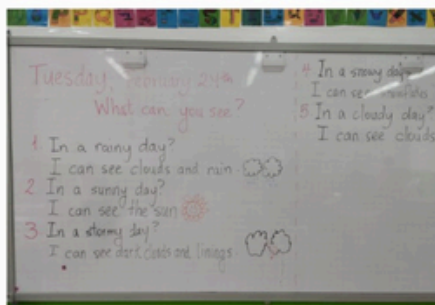 Tuesday, February 24th
What can you see?
1 In a rainy day?
I can see clouds and rain.
2 In a sunny day?
I can see the sun
3 In a stormy day?
I can see dark clouds and
4 In a snowy day?
I can see
5 In a cloudy day?
I can see clouds